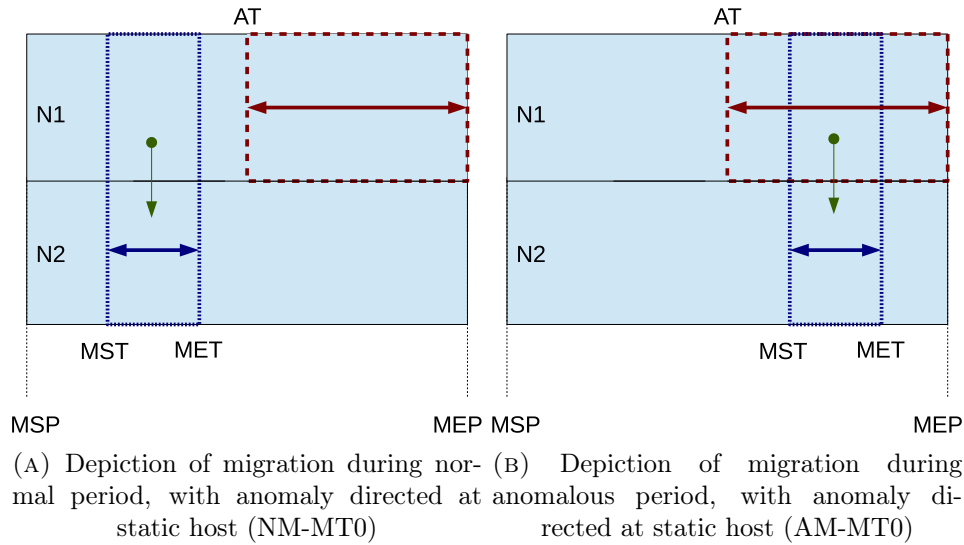 AT
N1
N2
MST MET
MSP MEP
(A) Depiction of migration during nor-
mal period, with anomaly directed at
static host (NM-MT0)
AT
N1
N2
MST MET
MSP MEP
(B) Depiction of migration during
anomalous period, with anomaly di-
rected at static host (AM-MT0)